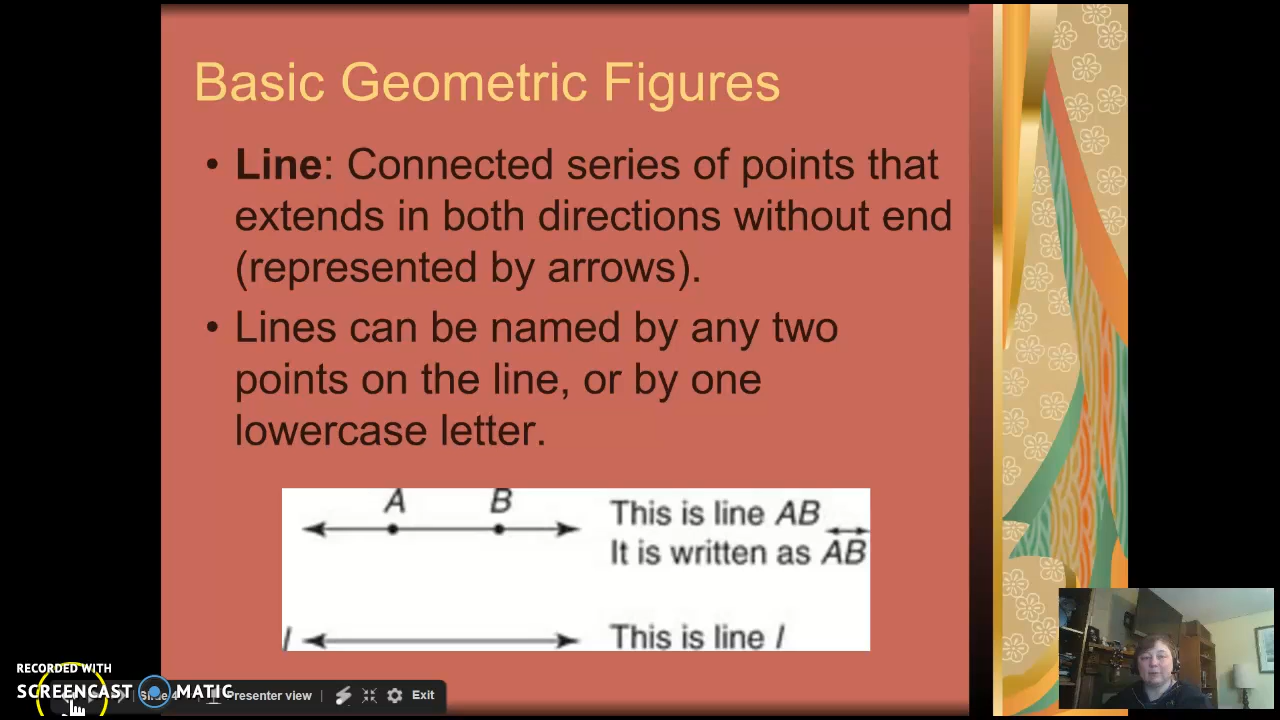 Basic Geometric Figures
• Line: Connected series of points that
extends in both directions without end
(represented by arrows).
• Lines can be named by any two
points on the line, or by one
lowercase letter.
A B
This is line AB
It is written as AB
l
This is line l
RECORDED WITH
SCREENCAST MATIC
Slide 4
Presenter view
Exit